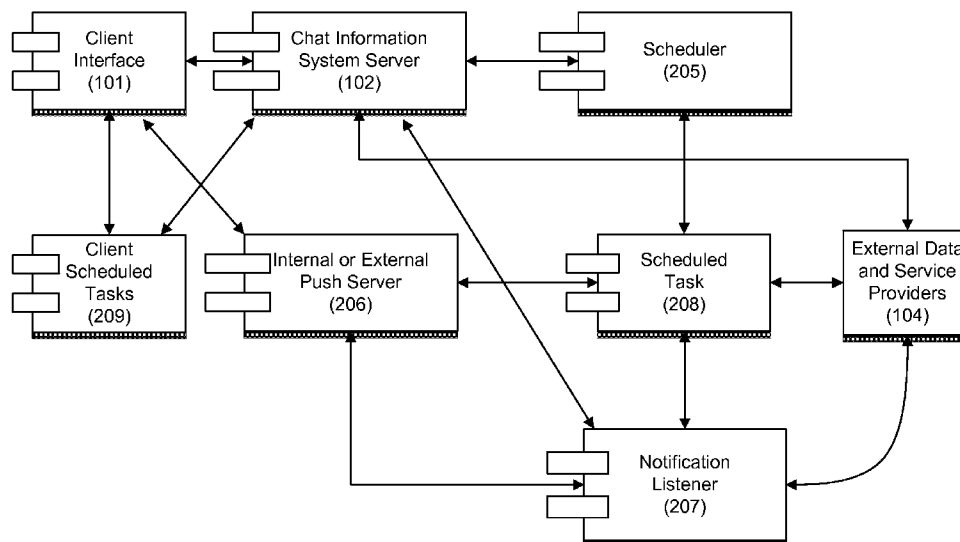 Client
Interface
(101)
Chat Information
System Server
(102)
Scheduler
(205)
Client
Scheduled
Tasks
(209)
Internal or External
Push Server
(206)
Scheduled
Task
(208)
External Data
and Service
Providers
(104)
Notification
Listener
(207)